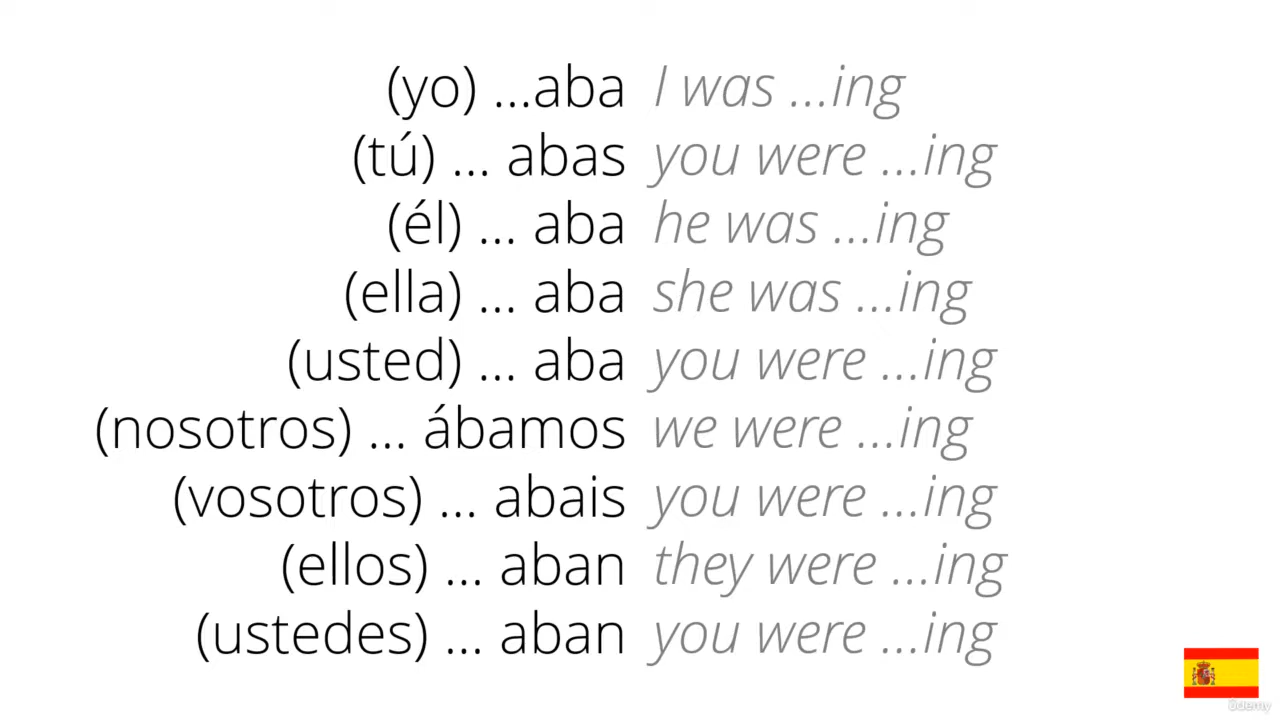 (yo) ...aba I was ...ing
(tú) ... abas you were ...ing
(él) ... aba he was ...ing
(ella) ... aba she was ...ing
(usted) ... aba you were ...ing
(nosotros) ... ábamos we were ...ing
(vosotros) ... abais you were ...ing
(ellos) ... aban they were ...ing
(ustedes) ... aban you were ...ing
ûdemy